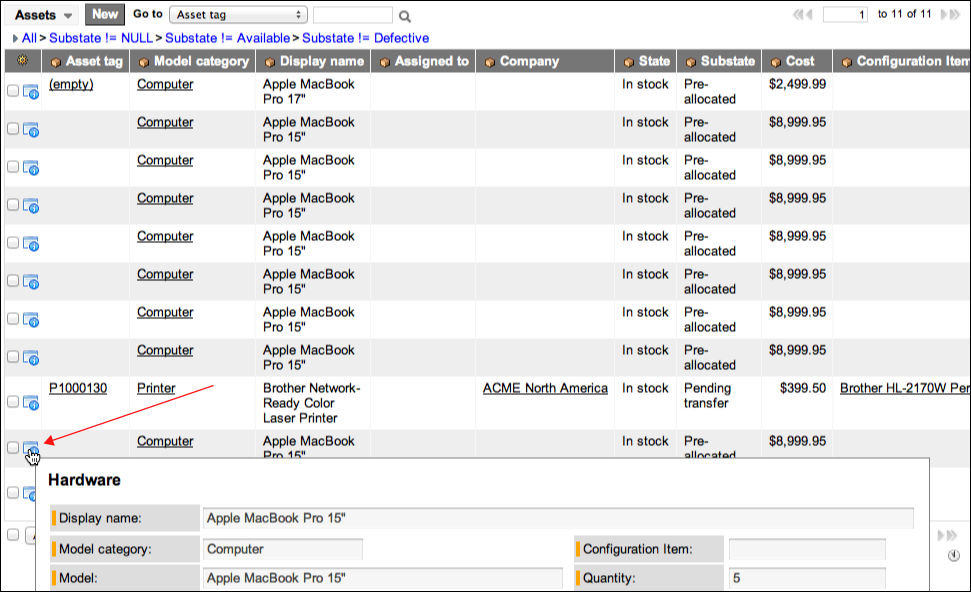 Assets New Go to Asset tag 1 to 11 of 11
All > Substate != NULL > Substate != Available > Substate != Defective
Asset tag Model category Display name Assigned to Company State Substate Cost Configuration Item
(empty) Computer Apple MacBook In stock Pre- $2,499.99
Pro 17" allocated
Computer Apple MacBook In stock Pre- $8,999.95
Pro 15" allocated
Computer Apple MacBook In stock Pre- $8,999.95
Pro 15" allocated
Computer Apple MacBook In stock Pre- $8,999.95
Pro 15" allocated
Computer Apple MacBook In stock Pre- $8,999.95
Pro 15" allocated
Computer Apple MacBook In stock Pre- $8,999.95
Pro 15" allocated
Computer Apple MacBook In stock Pre- $8,999.95
Pro 15" allocated
Computer Apple MacBook In stock Pre- $8,999.95
Pro 15" allocated
P1000130 Printer Brother Network- ACME North America In stock Pending $399.50 Brother HL-2170W Per
Ready Color transfer
Laser Printer
Computer Apple MacBook In stock Pre- $8,999.95
Pro 15" allocated
Hardware
Display name: Apple MacBook Pro 15"
Model category: Computer Configuration Item:
Model: Apple MacBook Pro 15" Quantity: 5